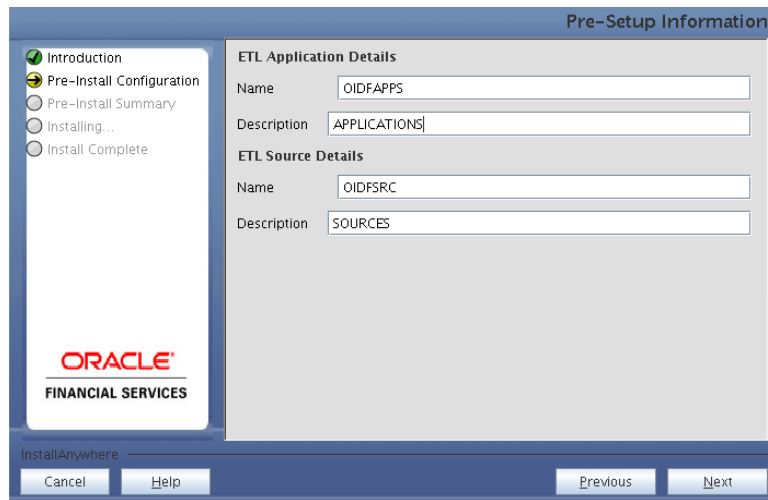 Pre-Setup Information
Introduction
Pre-Install Configuration
Pre-Install Summary
Installing...
Install Complete
ETL Application Details
Name OIDFAPPS
Description APPLICATIONS
ETL Source Details
Name OIDFSRC
Description SOURCES
ORACLE'
FINANCIAL SERVICES
InstallAnywhere
Cancel Help Previous Next